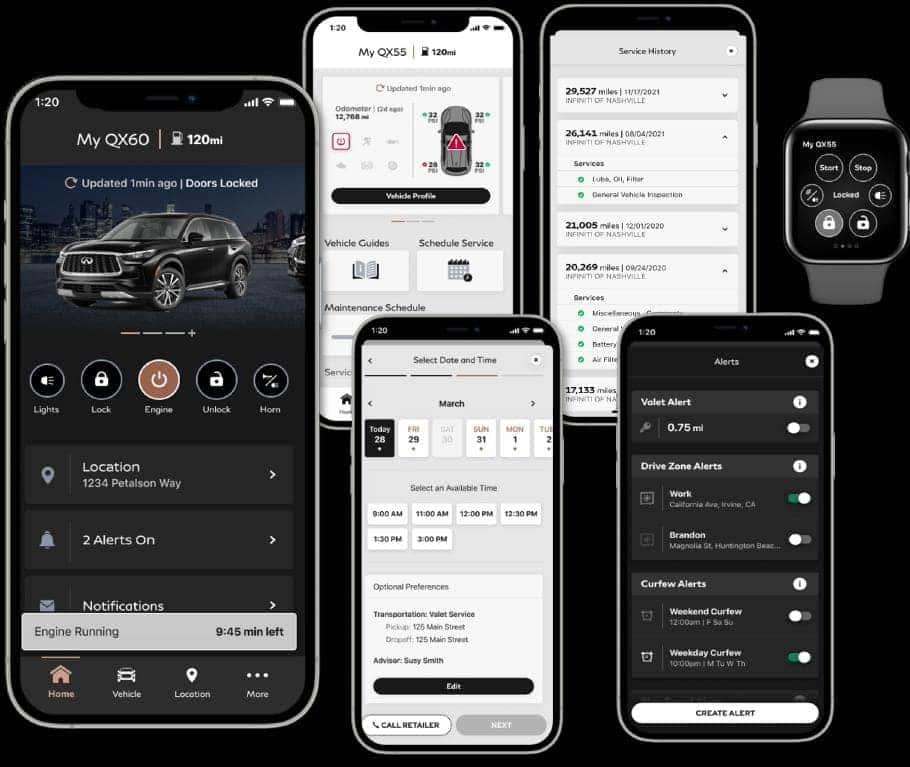 1:20
My QX60 | 120mi
Updated 1min ago | Doors Locked
Lights
Lock
Engine
Unlock
Horn
Location
1234 Petalson Way
2 Alerts On
Notifications
Engine Running 9:45 min left
Home
Vehicle
Location
More
1:20
My QX55 | 120mi
Updated 1min ago
Odometer | (2d ago)
12,768 mi
32
PSI
32
PSI
28
PSI
32
PSI
Vehicle Profile
Vehicle Guides
Schedule Service
Maintenance Schedule
Service History
29,527 miles | 11/17/2021
INFINITI OF NASHVILLE
26,141 miles | 08/04/2021
INFINITI OF NASHVILLE
Services
Lube, Oil, Filter
General Vehicle Inspection
21,005 miles | 12/01/2020
INFINITI OF NASHVILLE
20,269 miles | 09/24/2020
INFINITI OF NASHVILLE
Services
Miscellaneous
General
Battery
Air Filte
17,133 miles
My QX55
Start
Stop
Locked
1:20
Select Date and Time
March
Today
28
FRI
29
SAT
30
SUN
31
MON
1
TUE
2
Select an Available Time
9:00 AM 11:00 AM 12:00 PM 12:30 PM
1:30 PM 3:00 PM
Optional Preferences
Transportation: Valet Service
Pickup: 125 Main Street
Dropoff: 125 Main Street
Advisor: Susy Smith
Edit
CALL RETAILER
NEXT
1:20
Alerts
Valet Alert
0.75 mi
Drive Zone Alerts
Work
California Ave, Irvine, CA
Brandon
Magnolia St, Huntington Beac...
Curfew Alerts
Weekend Curfew
12:00am | F Sa Su
Weekday Curfew
10:00pm | M Tu W Th
CREATE ALERT